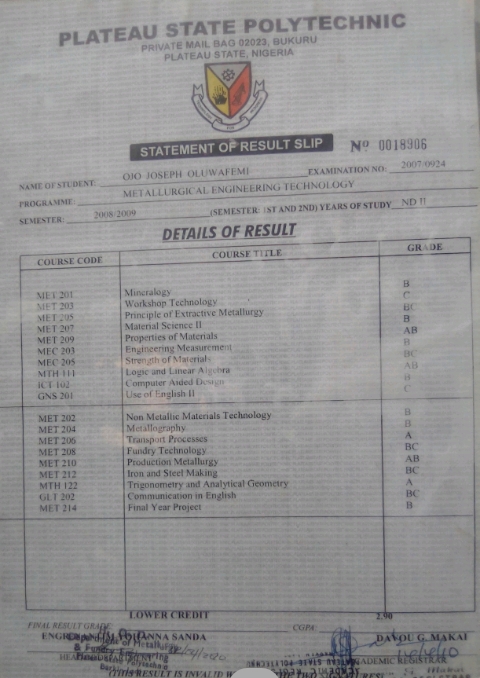 PLATEAU STATE POLYTECHNIC
PRIVATE MAIL BAG 02023, BUKURU
PLATEAU STATE, NIGERIA
STATEMENT OF RESULT SLIP Nº 0018306
NAME OF STUDENT: OJO JOSEPH OLUWAFEMI EXAMINATION NO: 2007/0924
PROGRAMME: METALLURGICAL ENGINEERING TECHNOLOGY
SEMESTER: 2008/2009 (SEMESTER: 1ST AND 2ND) YEARS OF STUDY ND II
DETAILS OF RESULT
COURSE CODE COURSE TITLE GRADE
MET 201 Mineralogy B
MET 203 Workshop Technology C
MET 205 Principle of Extractive Metallurgy BC
MET 207 Material Science II B
MET 209 Properties of Materials AB
MEC 203 Engineering Measurement B
MEC 205 Strength of Materials BC
MTH 111 Logic and Linear Algebra AB
ICT 102 Computer Aided Design B
GNS 201 Use of English II C
MET 202 Non Metallic Materials Technology B
MET 204 Metallography B
MET 206 Transport Processes A
MET 208 Fundry Technology BC
MET 210 Production Metallurgy AB
MET 212 Iron and Steel Making BC
MTH 122 Trigonometry and Analytical Geometry A
GLT 202 Communication in English BC
MET 214 Final Year Project B
LOWER CREDIT 2.90
FINAL RESULT GRADE CGPA
SANDA DAVOU G. MAKAI
ACADEMIC REGISTRAR